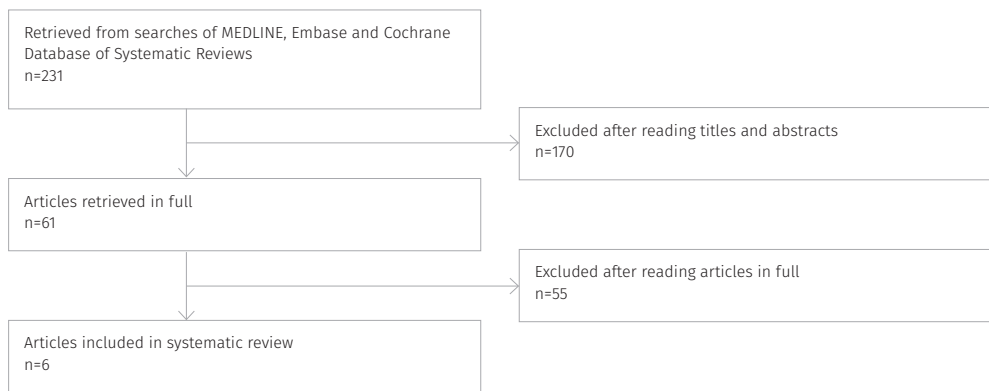 Retrieved from searches of MEDLINE, Embase and Cochrane
Database of Systematic Reviews
n=231
Excluded after reading titles and abstracts
n=170
Articles retrieved in full
n=61
Excluded after reading articles in full
n=55
Articles included in systematic review
n=6